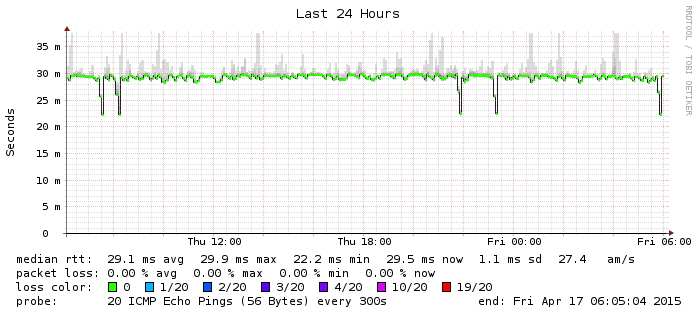 Last 24 Hours
RRDTOOL / TOBI OETIKER
Seconds
35 m
30 m
25 m
20 m
15 m
10 m
5 m
0
Thu 12:00 Thu 18:00 Fri 00:00 Fri 06:00
median rtt: 29.1 ms avg 29.9 ms max 22.2 ms min 29.5 ms now 1.1 ms sd 27.4 am/s
packet loss: 0.00 % avg 0.00 % max 0.00 % min 0.00 % now
loss color: 0 1/20 2/20 3/20 4/20 10/20 19/20
probe: 20 ICMP Echo Pings (56 Bytes) every 300s end: Fri Apr 17 06:05:04 2015